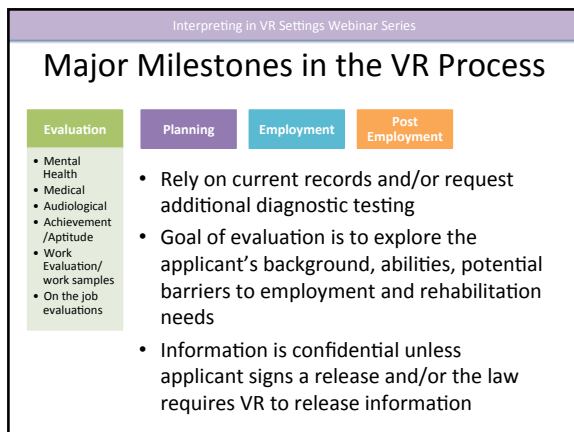 Interpreting in VR Settings Webinar Series
Major Milestones in the VR Process
Evaluation
• Mental
Health
• Medical
• Audiological
• Achievement
/Aptitude
• Work
Evaluation/
work samples
• On the job
evaluations
Planning
Employment
Post
Employment
• Rely on current records and/or request
additional diagnostic testing
• Goal of evaluation is to explore the
applicant's background, abilities, potential
barriers to employment and rehabilitation
needs
• Information is confidential unless
applicant signs a release and/or the law
requires VR to release information